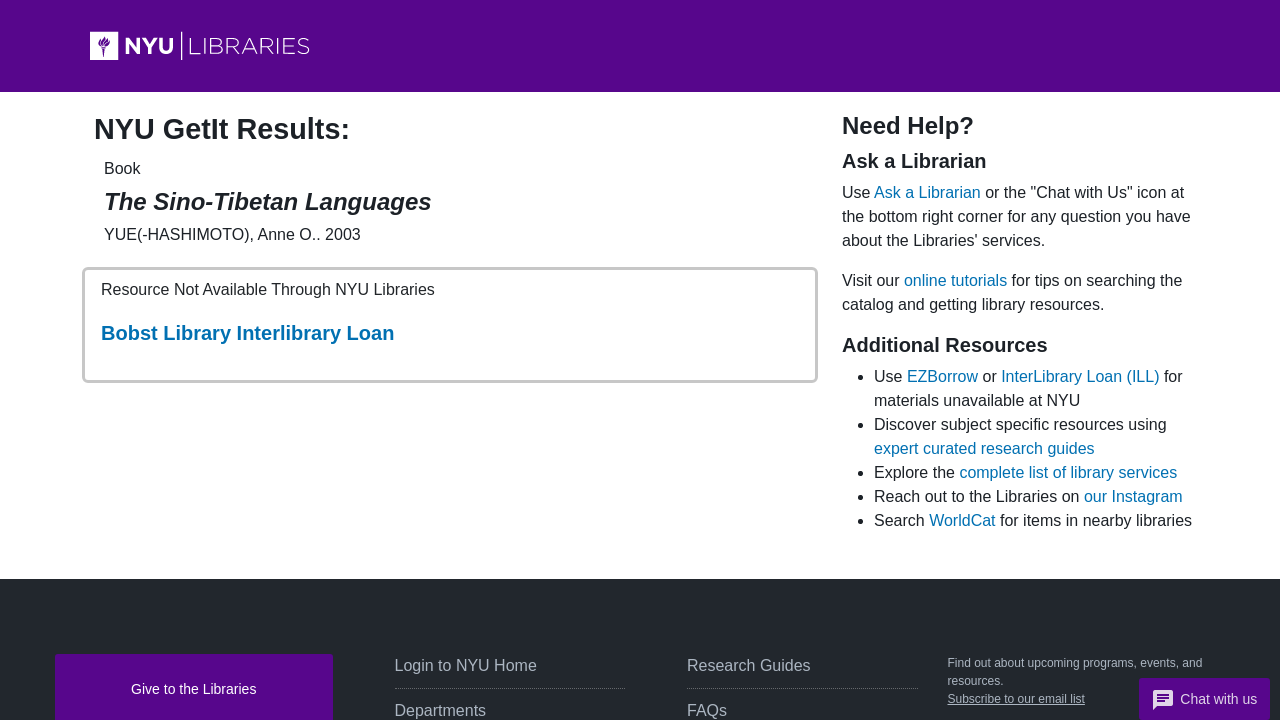 NYU LIBRARIES
NYU GetIt Results:
Book
The Sino-Tibetan Languages
YUE(-HASHIMOTO), Anne O.. 2003
Resource Not Available Through NYU Libraries
Bobst Library Interlibrary Loan
Need Help?
Ask a Librarian
Use Ask a Librarian or the "Chat with Us" icon at
the bottom right corner for any question you have
about the Libraries' services.
Visit our online tutorials for tips on searching the
catalog and getting library resources.
Additional Resources
Use EZBorrow or InterLibrary Loan (ILL) for
materials unavailable at NYU
Discover subject specific resources using
expert curated research guides
Explore the complete list of library services
Reach out to the Libraries on our Instagram
Search WorldCat for items in nearby libraries
Give to the Libraries
Login to NYU Home
Departments
Research Guides
FAQs
Find out about upcoming programs, events, and
resources.
Subscribe to our email list
Chat with us